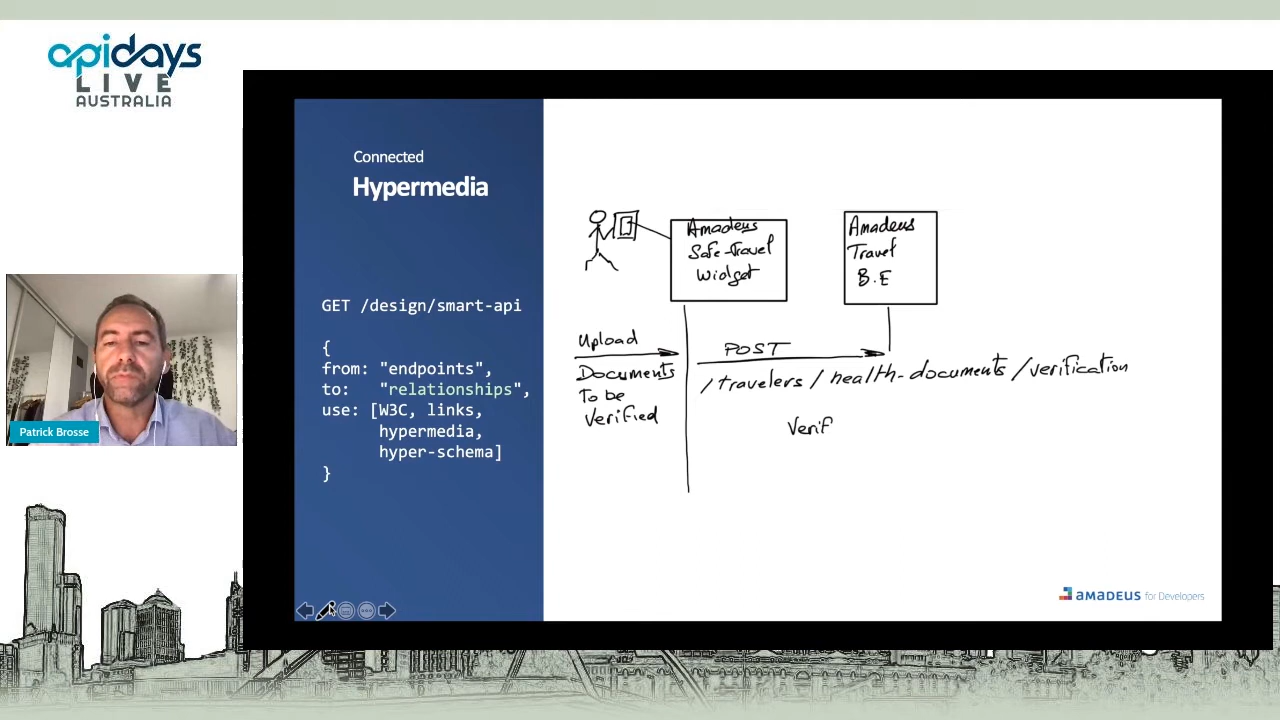 apidays
LIVE
AUSTRALIA
Connected
Hypermedia
GET /design/smart-api
{
from: "endpoints",
to: "relationships",
use: [W3C, links,
hypermedia,
hyper-schema]
}
Amadeus
Safe-Travel
Widget
Amadeus
Travel
B.E
Upload
Documents
To be
Verified
POST
/travelers/health-documents/verification
Verif
Patrick Brosse
amadeus for Developers